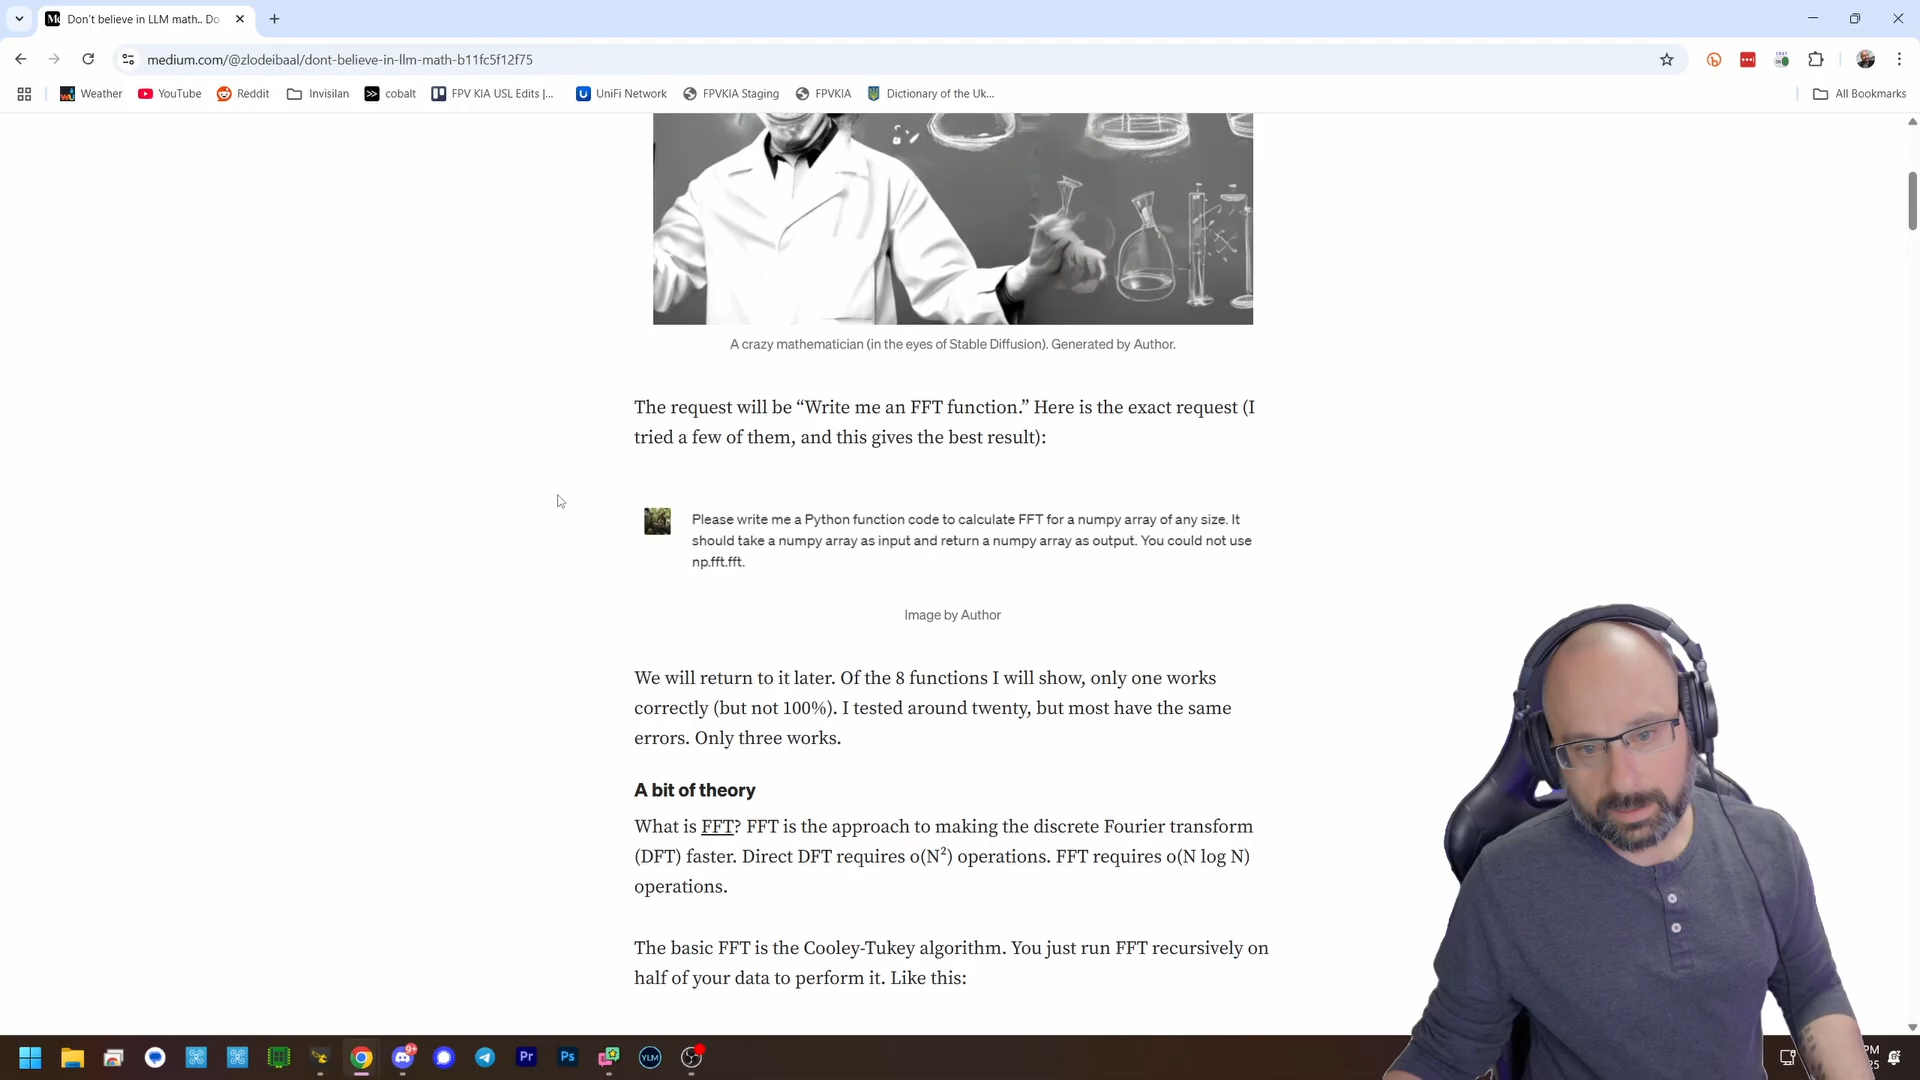 Don't believe in LLM math.. Do
medium.com/@zlodeibaal/dont-believe-in-llm-math-b11fc5f12f75
Weather
YouTube
Reddit
Invisilan
cobalt
FPV KIA USL Edits |...
UniFi Network
FPVKIA Staging
FPVKIA
Dictionary of the Uk...
All Bookmarks
A crazy mathematician (in the eyes of Stable Diffusion). Generated by Author.
The request will be “Write me an FFT function.” Here is the exact request (I
tried a few of them, and this gives the best result):
Please write me a Python function code to calculate FFT for a numpy array of any size. It
should take a numpy array as input and return a numpy array as output. You could not use
np.fft.fft.
Image by Author
We will return to it later. Of the 8 functions I will show, only one works
correctly (but not 100%). I tested around twenty, but most have the same
errors. Only three works.
A bit of theory
What is FFT? FFT is the approach to making the discrete Fourier transform
(DFT) faster. Direct DFT requires o(N²) operations. FFT requires o(N log N)
operations.
The basic FFT is the Cooley-Tukey algorithm. You just run FFT recursively on
half of your data to perform it. Like this:
9+
Pr
Ps
YLM
PM
25